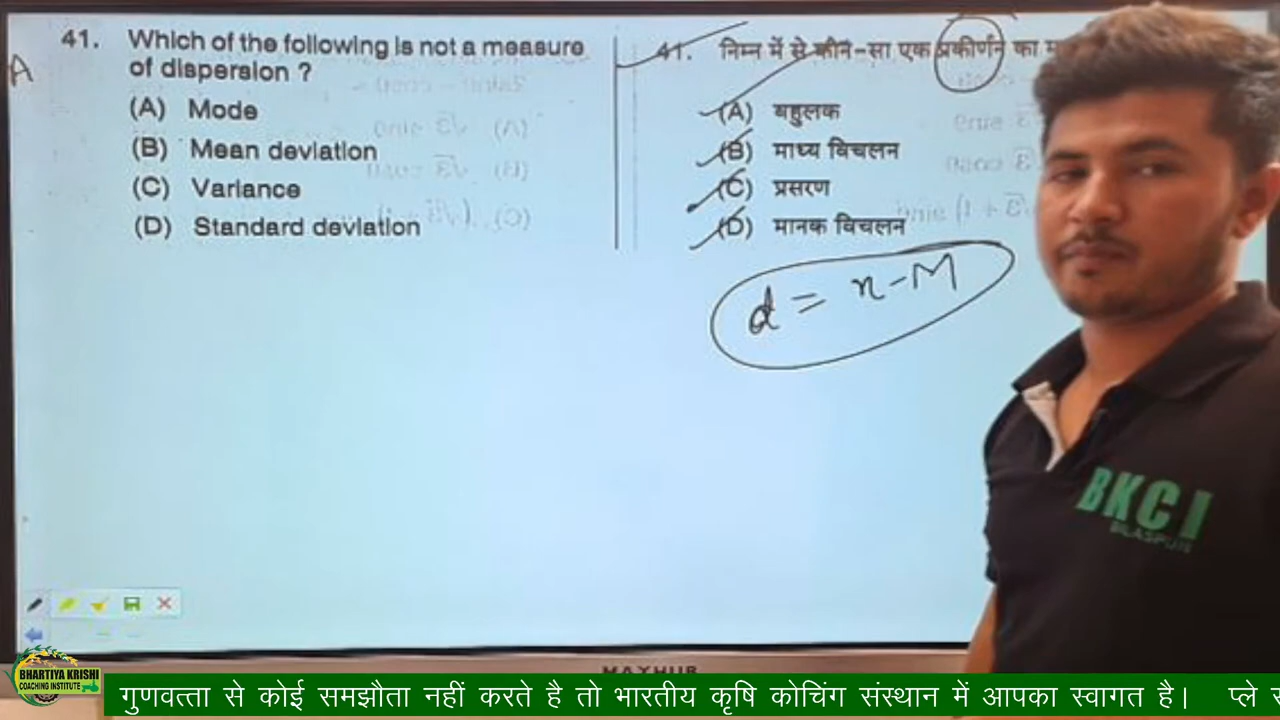 A
41. Which of the following is not a measure
of dispersion ?
(A) Mode
(B) Mean deviation
(C) Variance
(D) Standard deviation
41. निम्न में से कौन-सा एक प्रकीर्णन का
(A) बहुलक
(B) माध्य विचलन
(C) प्रसरण
(D) मानक विचलन
d = x - M
BKCI
BILASPUR
MAXHUB
BHARTIYA KRISHI
COACHING INSTITUTE
गुणवत्ता से कोई समझौता नहीं करते है तो भारतीय कृषि कोचिंग संस्थान में आपका स्वागत है। प्ले